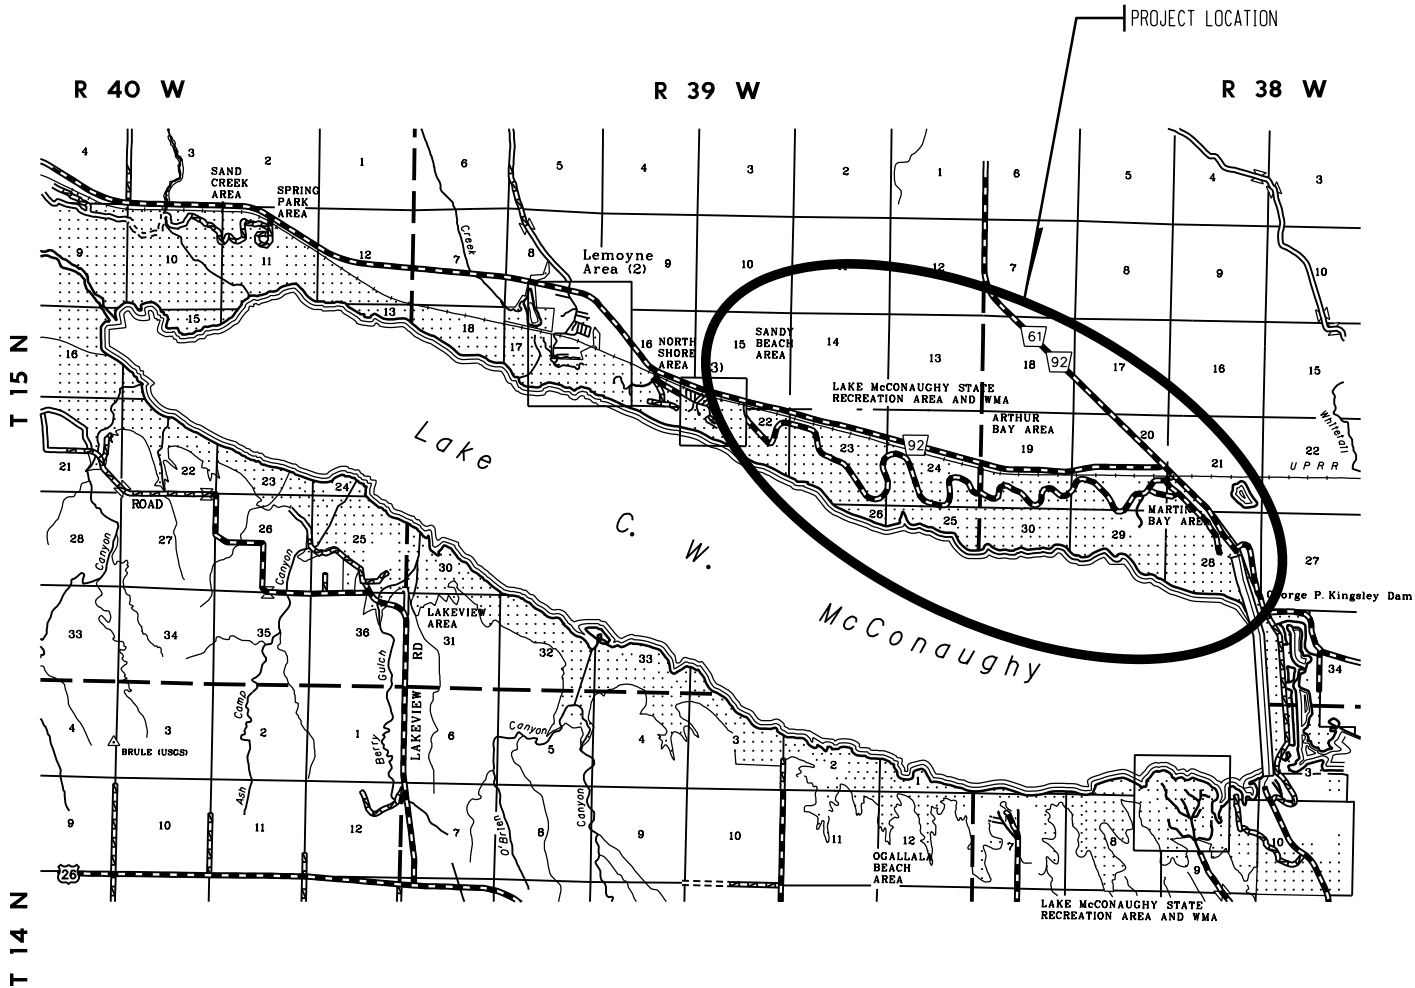 PROJECT LOCATION
R 40 W
R 39 W
R 38 W
4
3
2
1
6
5
4
3
2
1
6
5
4
3
SAND
CREEK
AREA
SPRING
PARK
AREA
9
10
11
12
7
8
Creek
Lemoyne
Area (2)
9
10
11
12
7
8
9
10
T 15 N
16
15
13
18
17
16
NORTH
SHORE
AREA
(3)
15
SANDY
BEACH
AREA
14
13
61
18
92
17
16
15
LAKE McCONAUGHY STATE
RECREATION AREA AND WMA
ARTHUR
BAY AREA
Whitetail
21
22
23
24
22
23
92
24
19
20
21
22
UPRR
ROAD
Lake
C. W.
McConaughy
28
Canyon
27
26
Canyon
25
26
25
30
29
MARTIN
BAY AREA
28
27
George P. Kingsley Dam
30
33
34
35
36
LAKEVIEW
AREA
31
32
33
34
Gulch
Berry
LAKEVIEW RD
4
3
2
1
6
5
4
3
2
1
3
BRULE (USGS)
Camp
Ash
Canyon
O'Brien
Canyon
9
10
11
12
7
8
9
10
11
12
7
8
9
10
OGALLALA
BEACH
AREA
26
LAKE McCONAUGHY STATE
RECREATION AREA AND WMA
T 14 N